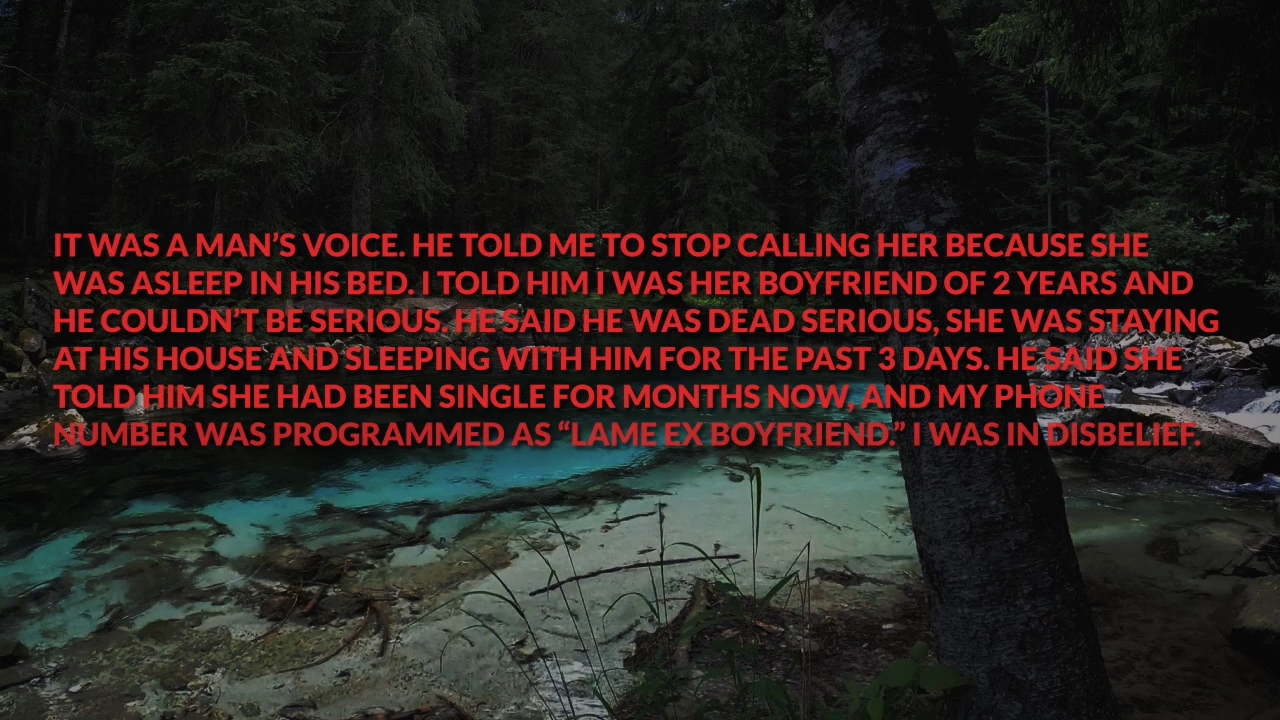 IT WAS A MAN’S VOICE. HE TOLD ME TO STOP CALLING HER BECAUSE SHE
WAS ASLEEP IN HIS BED. I TOLD HIM I WAS HER BOYFRIEND OF 2 YEARS AND
HE COULDN’T BE SERIOUS. HE SAID HE WAS DEAD SERIOUS, SHE WAS STAYING
AT HIS HOUSE AND SLEEPING WITH HIM FOR THE PAST 3 DAYS. HE SAID SHE
TOLD HIM SHE HAD BEEN SINGLE FOR MONTHS NOW, AND MY PHONE
NUMBER WAS PROGRAMMED AS “LAME EX BOYFRIEND.” I WAS IN DISBELIEF.